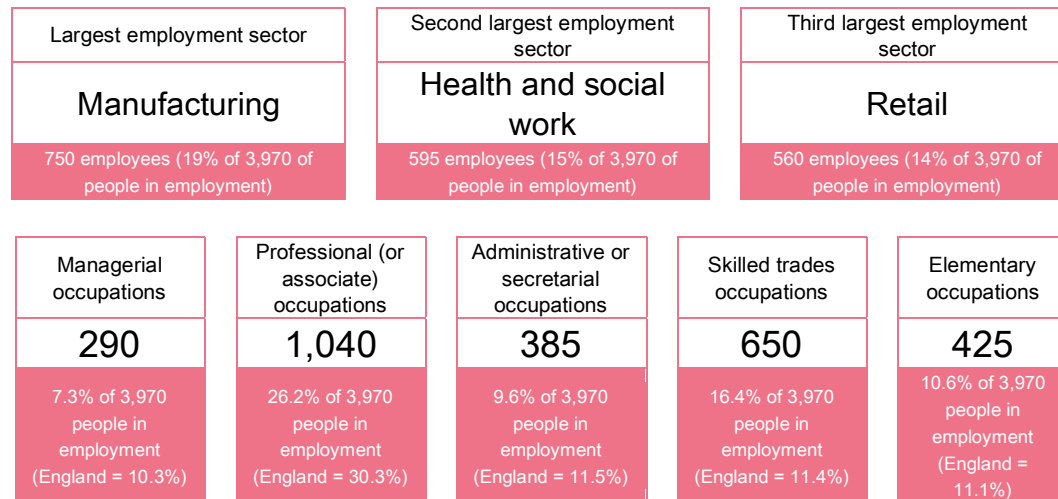 Largest employment sector
Manufacturing
750 employees (19% of 3,970 of
people in employment)
Second largest employment
sector
Health and social
work
595 employees (15% of 3,970 of
people in employment)
Third largest employment
sector
Retail
560 employees (14% of 3,970 of
people in employment)
Managerial
occupations
290
7.3% of 3,970
people in
employment
(England = 10.3%)
Professional (or
associate)
occupations
1,040
26.2% of 3,970
people in
employment
(England = 30.3%)
Administrative or
secretarial
occupations
385
9.6% of 3,970
people in
employment
(England = 11.5%)
Skilled trades
occupations
650
16.4% of 3,970
people in
employment
(England = 11.4%)
Elementary
occupations
425
10.6% of 3,970
people in
employment
(England =
11.1%)